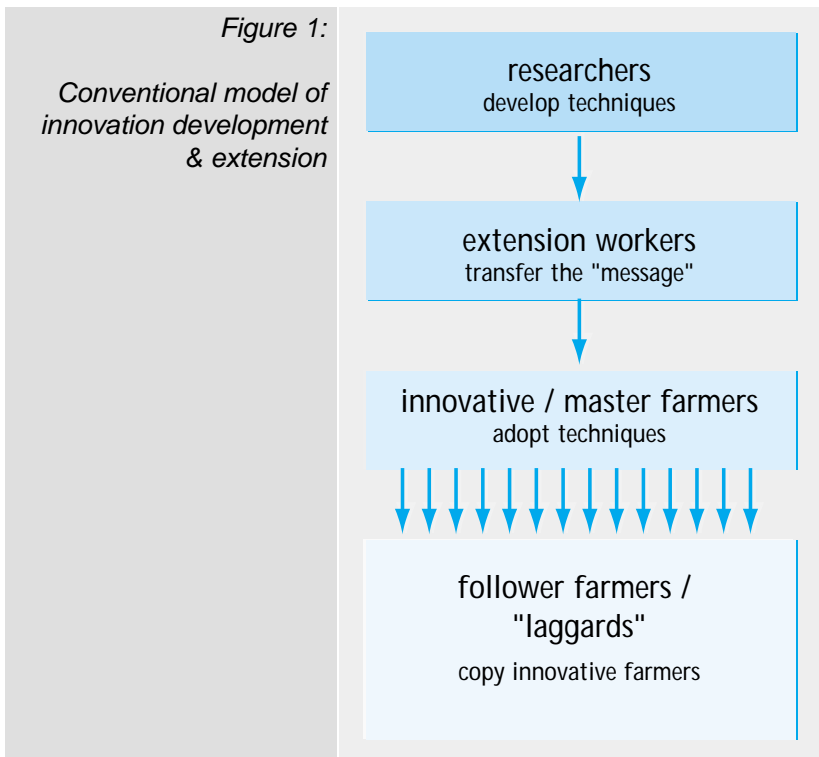 Figure 1:
Conventional model of
innovation development
& extension
researchers
develop techniques
extension workers
transfer the "message"
innovative / master farmers
adopt techniques
follower farmers /
"laggards"
copy innovative farmers